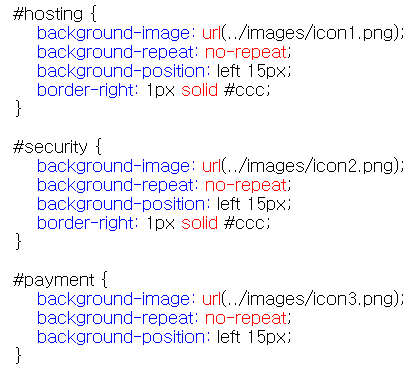 #hosting {
background-image: url(../images/icon1.png);
background-repeat: no-repeat;
background-position: left 15px;
border-right: 1px solid #ccc;
}
#security {
background-image: url(../images/icon2.png);
background-repeat: no-repeat;
background-position: left 15px;
border-right: 1px solid #ccc;
}
#payment {
background-image: url(../images/icon3.png);
background-repeat: no-repeat;
background-position: left 15px;
}